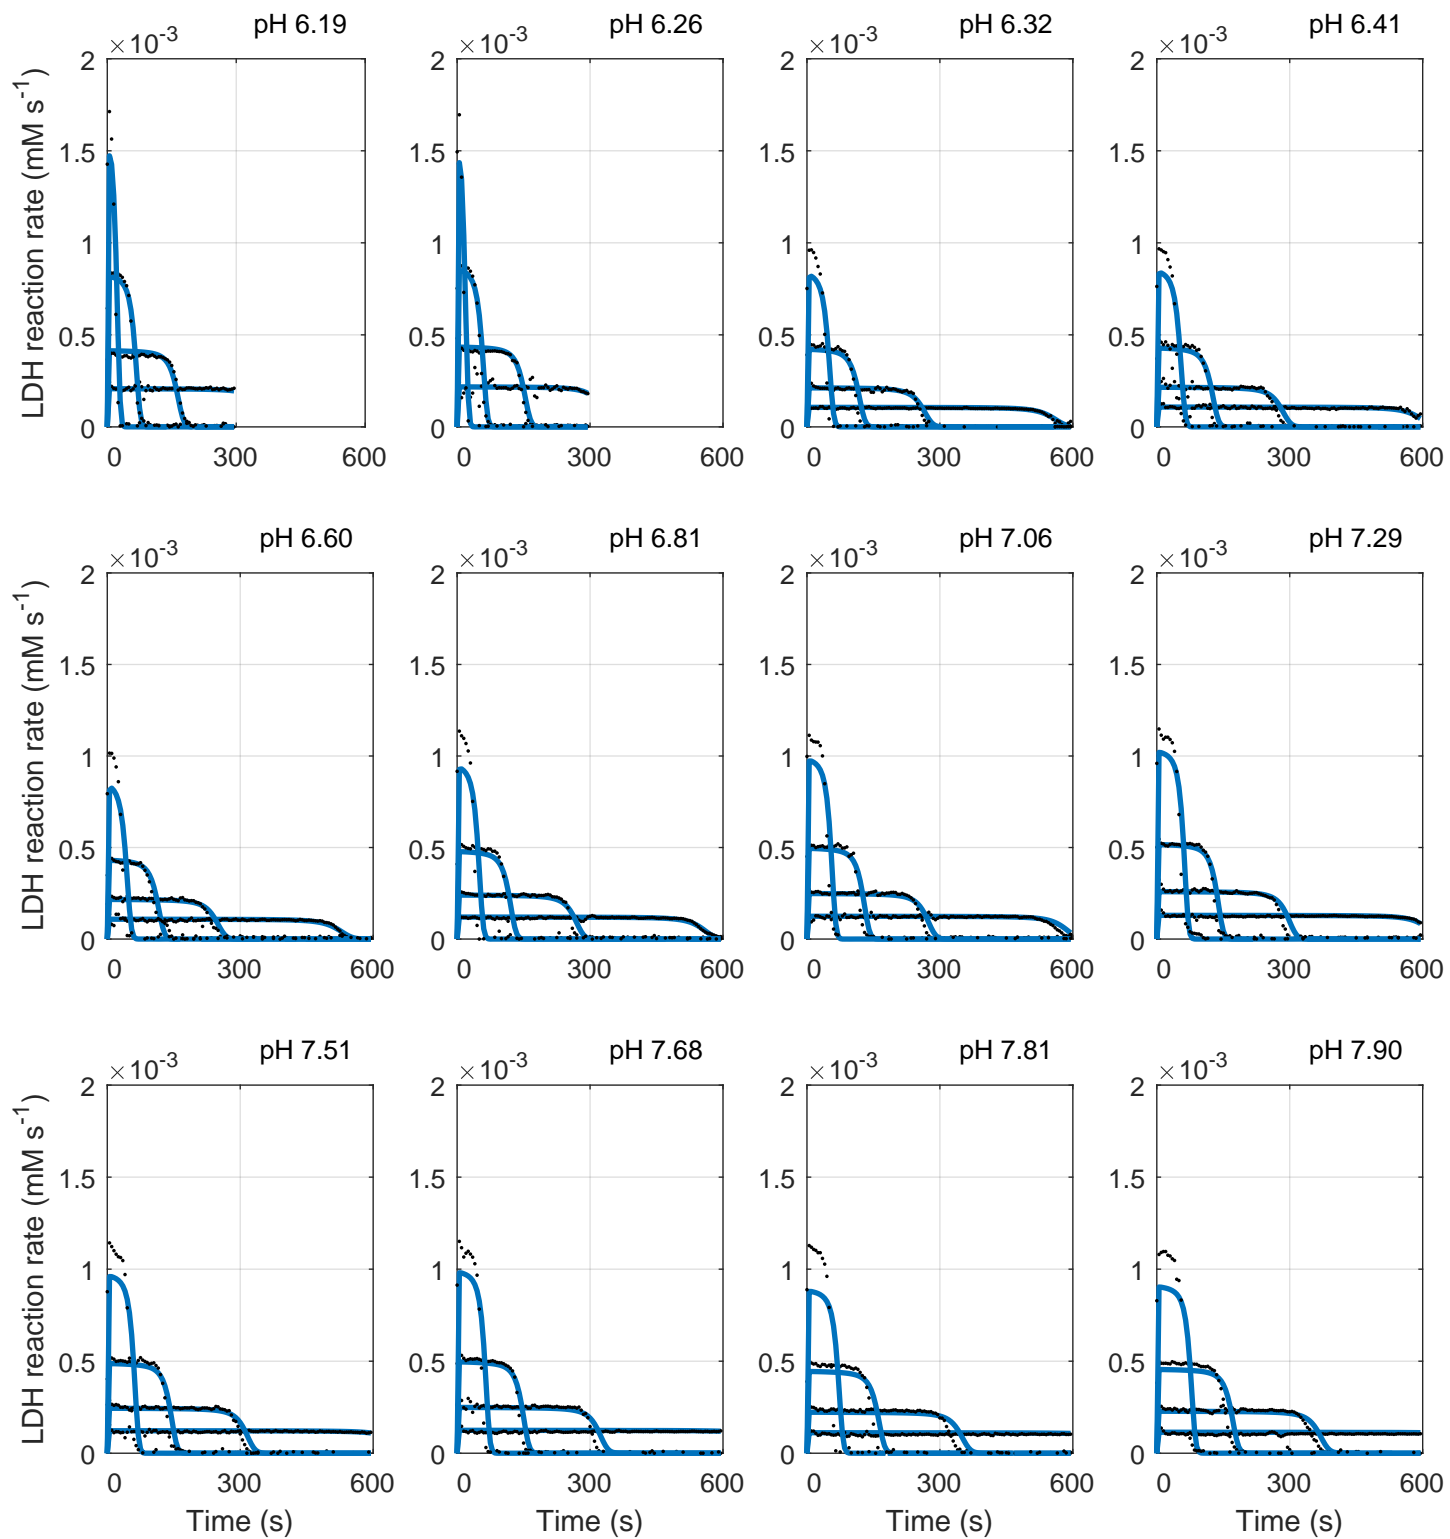 pH 6.19 pH 6.26 pH 6.32 pH 6.41
×10-3 ×10-3 ×10-3 ×10-3
LDH reaction rate (mM s-1)
2 2 2 2
1.5 1.5 1.5 1.5
1 1 1 1
0.5 0.5 0.5 0.5
0 0 0 0
0 300 600 0 300 600 0 300 600 0 300 600
pH 6.60 pH 6.81 pH 7.06 pH 7.29
×10-3 ×10-3 ×10-3 ×10-3
LDH reaction rate (mM s-1)
2 2 2 2
1.5 1.5 1.5 1.5
1 1 1 1
0.5 0.5 0.5 0.5
0 0 0 0
0 300 600 0 300 600 0 300 600 0 300 600
pH 7.51 pH 7.68 pH 7.81 pH 7.90
×10-3 ×10-3 ×10-3 ×10-3
LDH reaction rate (mM s-1)
2 2 2 2
1.5 1.5 1.5 1.5
1 1 1 1
0.5 0.5 0.5 0.5
0 0 0 0
0 300 600 0 300 600 0 300 600 0 300 600
Time (s) Time (s) Time (s) Time (s)